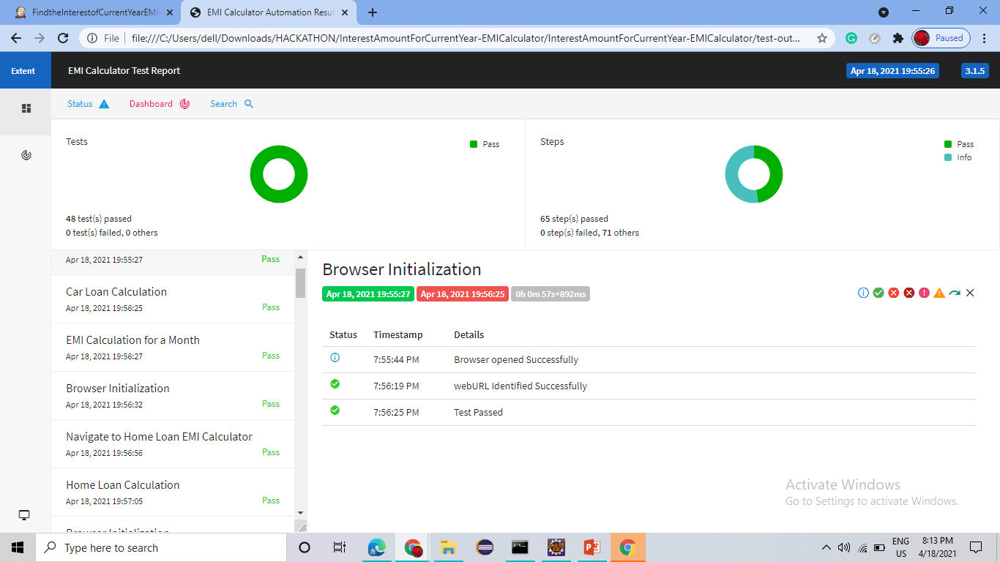 FindtheInterestofCurrentYearEMI
EMI Calculator Automation Resu
File
file:///C:/Users/dell/Downloads/HACKATHON/InterestAmountForCurrentYear-EMICalculator/InterestAmountForCurrentYear-EMICalculator/test-out...
Paused
Extent
EMI Calculator Test Report
Apr 18, 2021 19:55:26
3.1.5
Status
Dashboard
Search
Tests
Pass
48 test(s) passed
0 test(s) failed, 0 others
Steps
Pass
Info
65 step(s) passed
0 step(s) failed, 71 others
Apr 18, 2021 19:55:27
Pass
Car Loan Calculation
Apr 18, 2021 19:56:25
Pass
EMI Calculation for a Month
Apr 18, 2021 19:56:27
Pass
Browser Initialization
Apr 18, 2021 19:56:32
Pass
Navigate to Home Loan EMI Calculator
Apr 18, 2021 19:56:56
Pass
Home Loan Calculation
Apr 18, 2021 19:57:05
Pass
Browser Initialization
Browser Initialization
Apr 18, 2021 19:55:27
Apr 18, 2021 19:56:25
0h 0m 57s+892ms
Status Timestamp Details
7:55:44 PM Browser opened Successfully
7:56:19 PM webURL Identified Successfully
7:56:25 PM Test Passed
Activate Windows
Go to Settings to activate Windows.
Type here to search
ENG
US
8:13 PM
4/18/2021